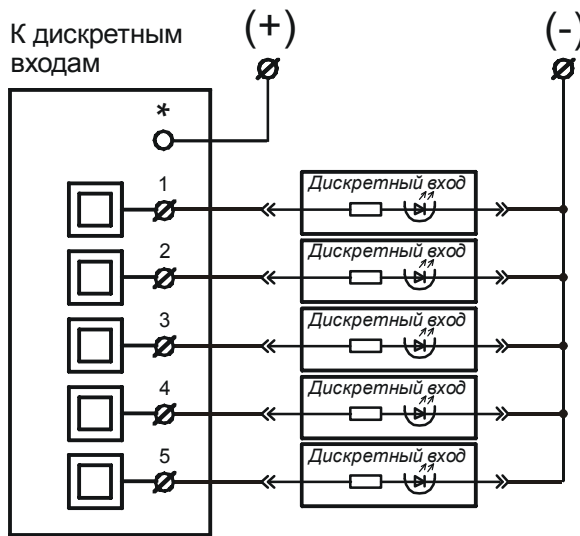 К дискретным
входам
(+)
(-)
*
1
Дискретный вход
2
Дискретный вход
3
Дискретный вход
4
Дискретный вход
5
Дискретный вход